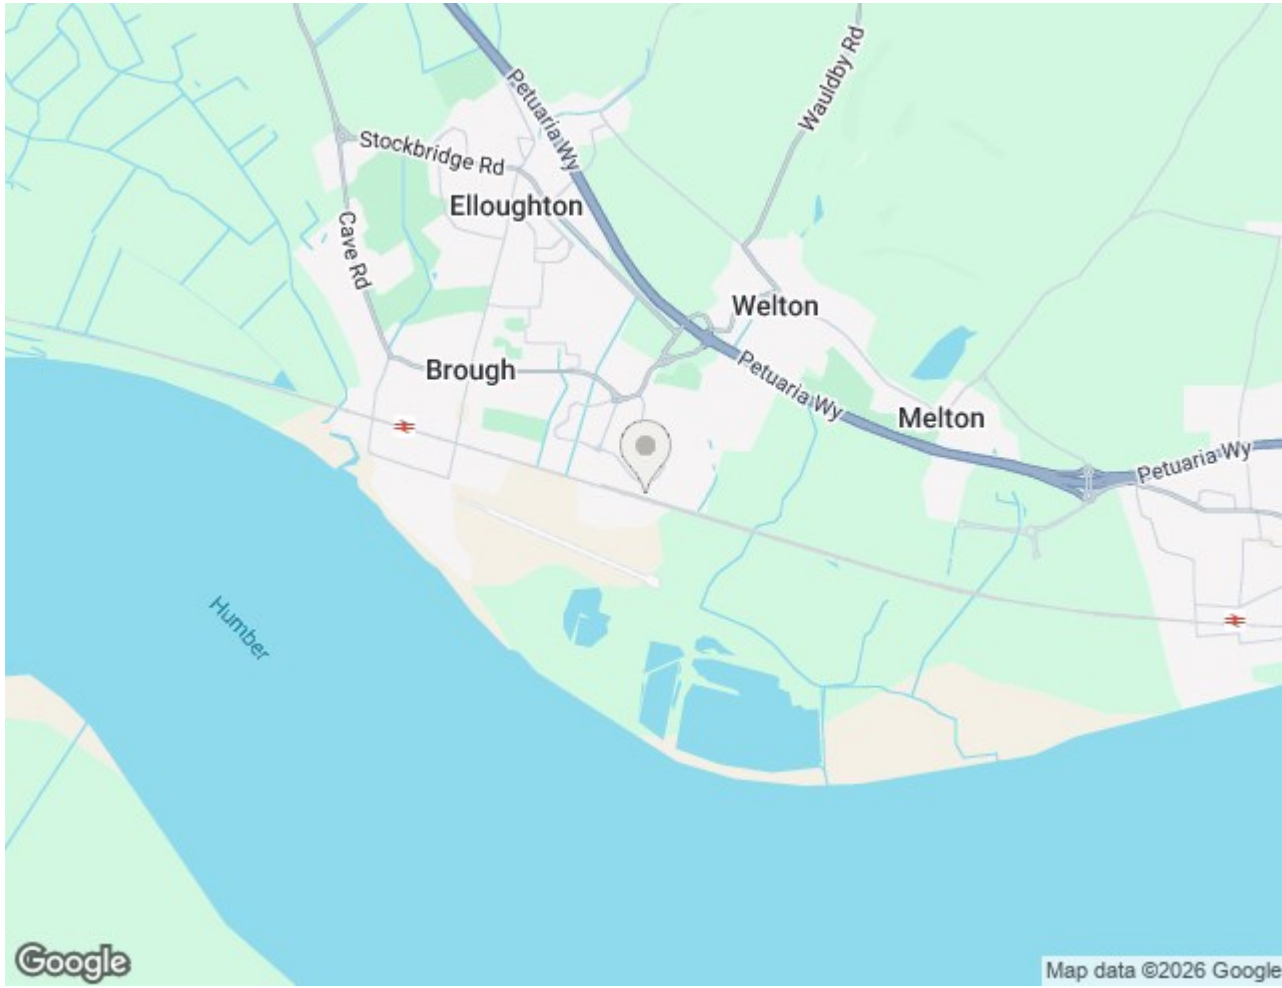 Wauldby Rd
Petuaria Wy
Stockbridge Rd
Elloughton
Cave Rd
Welton
Brough
Petuaria Wy
Melton
Petuaria Wy
Humber
Google
Map data ©2026 Google